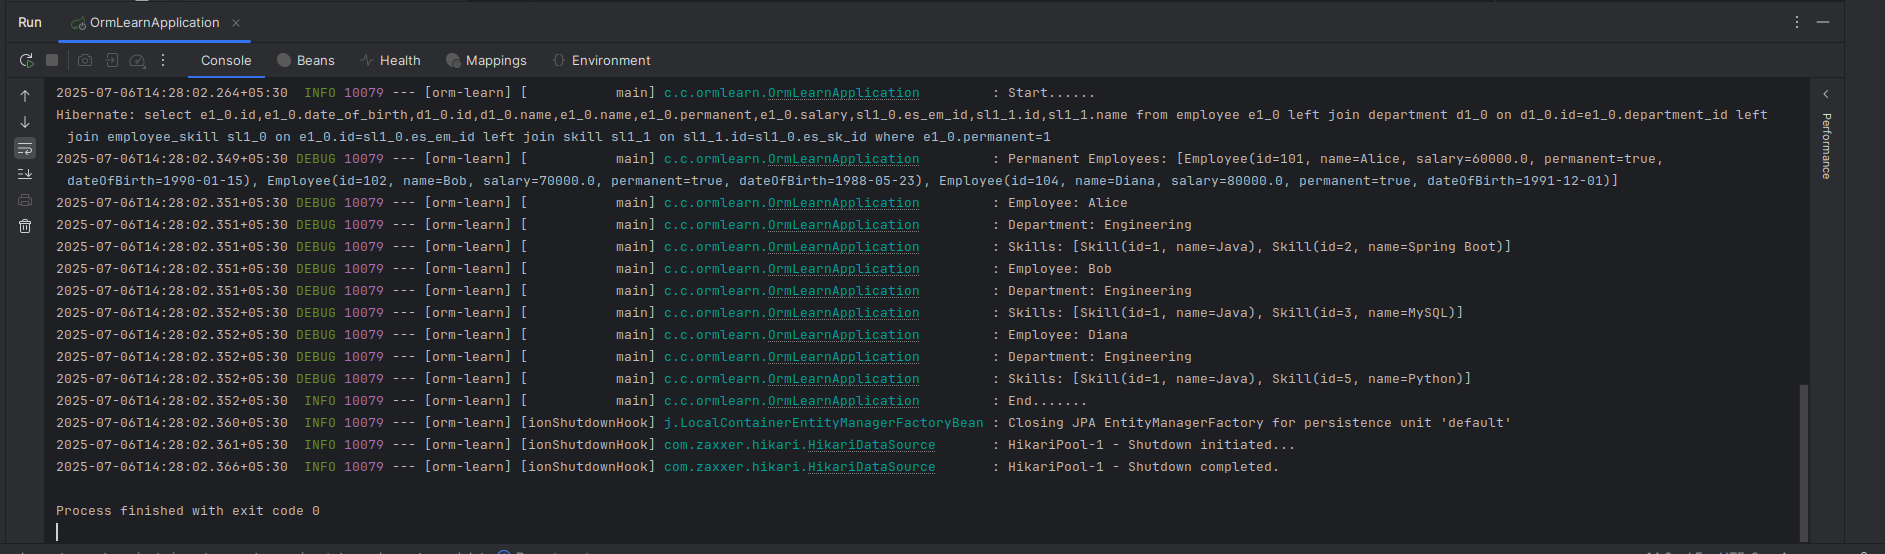 Run OrmLearnApplication
Console Beans Health Mappings Environment
2025-07-06T14:28:02.264+05:30  INFO 10079 --- [orm-learn] [           main] c.c.ormlearn.OrmLearnApplication         : Start......
Hibernate: select e1_0.id,e1_0.date_of_birth,d1_0.id,d1_0.name,e1_0.name,e1_0.permanent,e1_0.salary,sl1_0.es_em_id,sl1_1.id,sl1_1.name from employee e1_0 left join department d1_0 on d1_0.id=e1_0.department_id left
join employee_skill sl1_0 on e1_0.id=sl1_0.es_em_id left join skill sl1_1 on sl1_1.id=sl1_0.es_sk_id where e1_0.permanent=1
2025-07-06T14:28:02.349+05:30 DEBUG 10079 --- [orm-learn] [           main] c.c.ormlearn.OrmLearnApplication         : Permanent Employees: [Employee(id=101, name=Alice, salary=60000.0, permanent=true,
dateOfBirth=1990-01-15), Employee(id=102, name=Bob, salary=70000.0, permanent=true, dateOfBirth=1988-05-23), Employee(id=104, name=Diana, salary=80000.0, permanent=true, dateOfBirth=1991-12-01)]
2025-07-06T14:28:02.351+05:30 DEBUG 10079 --- [orm-learn] [           main] c.c.ormlearn.OrmLearnApplication         : Employee: Alice
2025-07-06T14:28:02.351+05:30 DEBUG 10079 --- [orm-learn] [           main] c.c.ormlearn.OrmLearnApplication         : Department: Engineering
2025-07-06T14:28:02.351+05:30 DEBUG 10079 --- [orm-learn] [           main] c.c.ormlearn.OrmLearnApplication         : Skills: [Skill(id=1, name=Java), Skill(id=2, name=Spring Boot)]
2025-07-06T14:28:02.351+05:30 DEBUG 10079 --- [orm-learn] [           main] c.c.ormlearn.OrmLearnApplication         : Employee: Bob
2025-07-06T14:28:02.351+05:30 DEBUG 10079 --- [orm-learn] [           main] c.c.ormlearn.OrmLearnApplication         : Department: Engineering
2025-07-06T14:28:02.352+05:30 DEBUG 10079 --- [orm-learn] [           main] c.c.ormlearn.OrmLearnApplication         : Skills: [Skill(id=1, name=Java), Skill(id=3, name=MySQL)]
2025-07-06T14:28:02.352+05:30 DEBUG 10079 --- [orm-learn] [           main] c.c.ormlearn.OrmLearnApplication         : Employee: Diana
2025-07-06T14:28:02.352+05:30 DEBUG 10079 --- [orm-learn] [           main] c.c.ormlearn.OrmLearnApplication         : Department: Engineering
2025-07-06T14:28:02.352+05:30 DEBUG 10079 --- [orm-learn] [           main] c.c.ormlearn.OrmLearnApplication         : Skills: [Skill(id=1, name=Java), Skill(id=5, name=Python)]
2025-07-06T14:28:02.352+05:30  INFO 10079 --- [orm-learn] [           main] c.c.ormlearn.OrmLearnApplication         : End.......
2025-07-06T14:28:02.360+05:30  INFO 10079 --- [orm-learn] [ionShutdownHook] j.LocalContainerEntityManagerFactoryBean : Closing JPA EntityManagerFactory for persistence unit 'default'
2025-07-06T14:28:02.361+05:30  INFO 10079 --- [orm-learn] [ionShutdownHook] com.zaxxer.hikari.HikariDataSource       : HikariPool-1 - Shutdown initiated...
2025-07-06T14:28:02.366+05:30  INFO 10079 --- [orm-learn] [ionShutdownHook] com.zaxxer.hikari.HikariDataSource       : HikariPool-1 - Shutdown completed.
Process finished with exit code 0
Performance